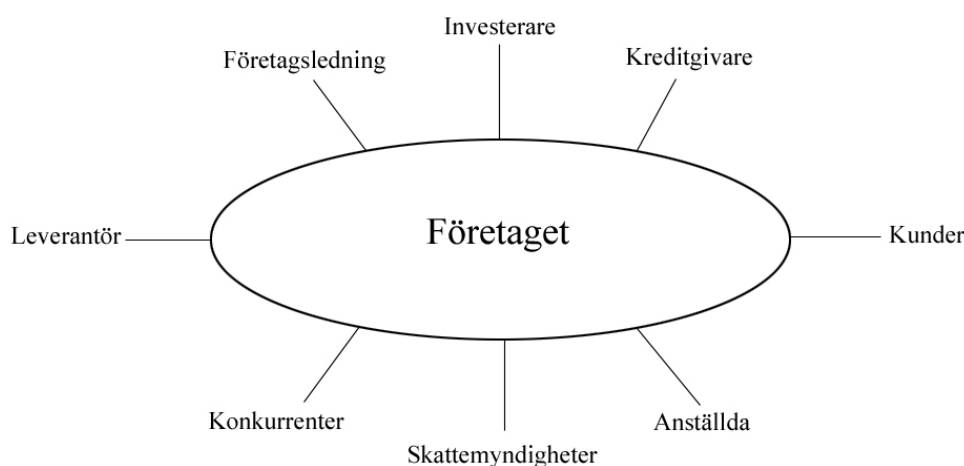 Investerare
Företagsledning
Kreditgivare
Leverantör
Företaget
Kunder
Konkurrenter
Anställda
Skattemyndigheter